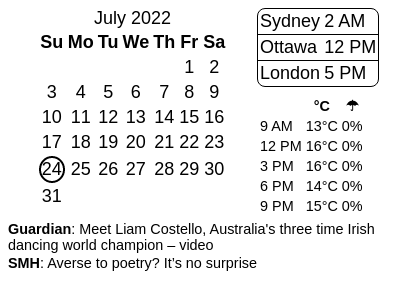 July 2022
Su Mo Tu We Th Fr Sa
1 2
3 4 5 6 7 8 9
10 11 12 13 14 15 16
17 18 19 20 21 22 23
24 25 26 27 28 29 30
31
Sydney 2 AM
Ottawa 12 PM
London 5 PM
°C ☂
9 AM 13°C 0%
12 PM 16°C 0%
3 PM 16°C 0%
6 PM 14°C 0%
9 PM 15°C 0%
Guardian: Meet Liam Costello, Australia's three time Irish
dancing world champion – video
SMH: Averse to poetry? It’s no surprise